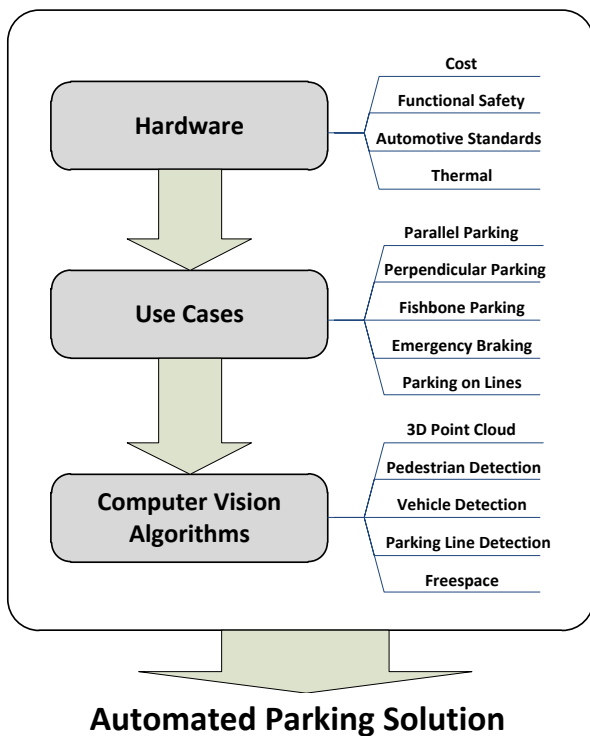 Hardware
Cost
Functional Safety
Automotive Standards
Thermal
Use Cases
Parallel Parking
Perpendicular Parking
Fishbone Parking
Emergency Braking
Parking on Lines
Computer Vision
Algorithms
3D Point Cloud
Pedestrian Detection
Vehicle Detection
Parking Line Detection
Freespace
Automated Parking Solution